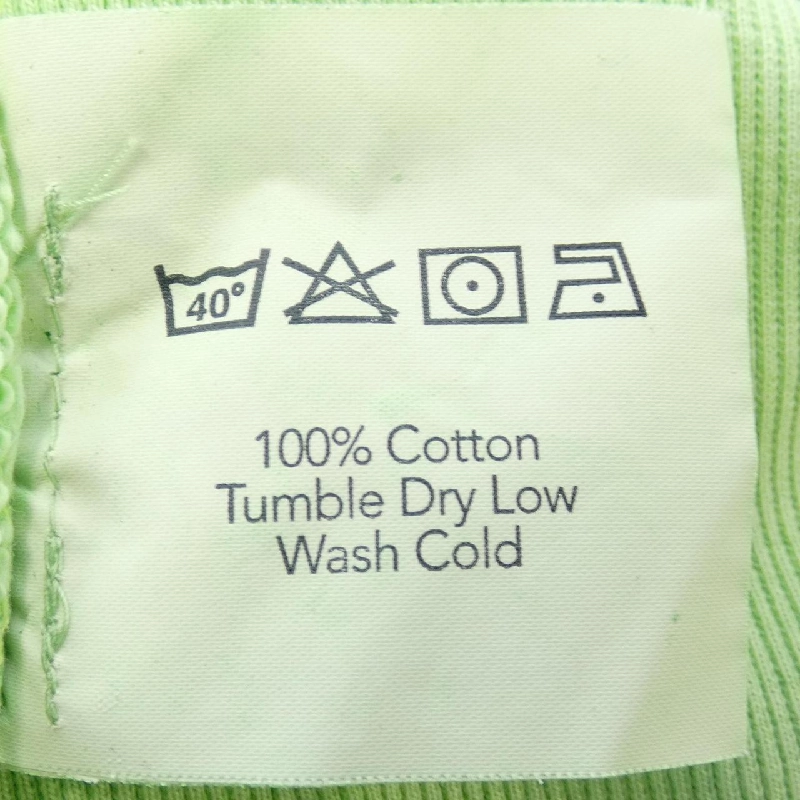 40°
100% Cotton
Tumble Dry Low
Wash Cold